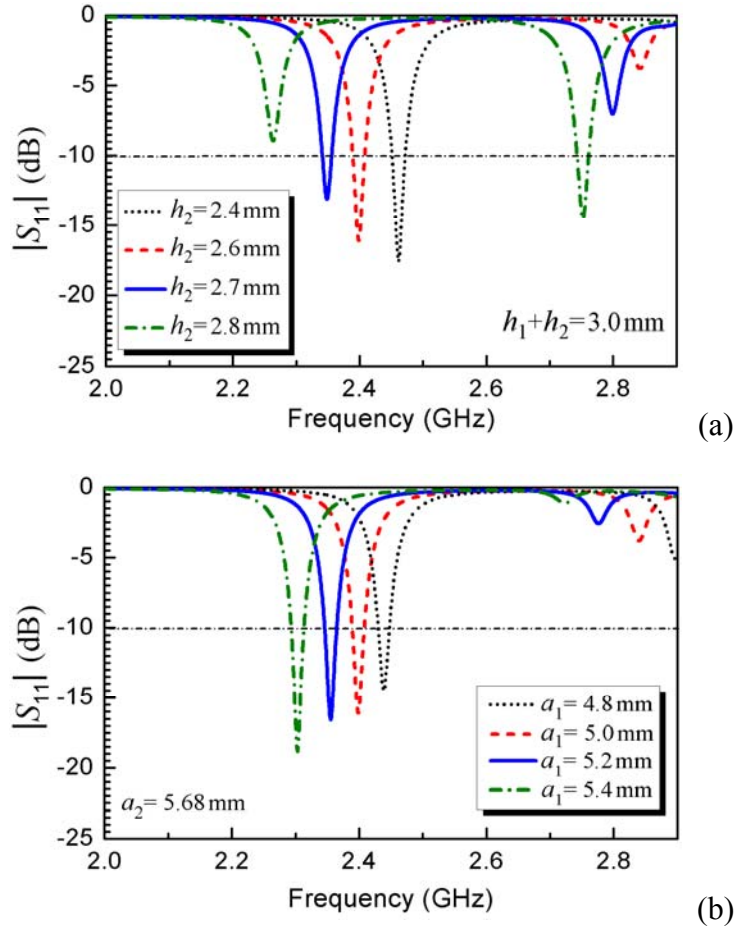 0
-5
-10
-15
-20
-25
|S11| (dB)
h2=2.4mm
h2=2.6mm
h2=2.7mm
h2=2.8mm
h1+h2=3.0mm
2.0 2.2 2.4 2.6 2.8
Frequency (GHz)
(a)
0
-5
-10
-15
-20
-25
|S11| (dB)
a1= 4.8mm
a1= 5.0mm
a1= 5.2mm
a1= 5.4mm
a2= 5.68mm
2.0 2.2 2.4 2.6 2.8
Frequency (GHz)
(b)